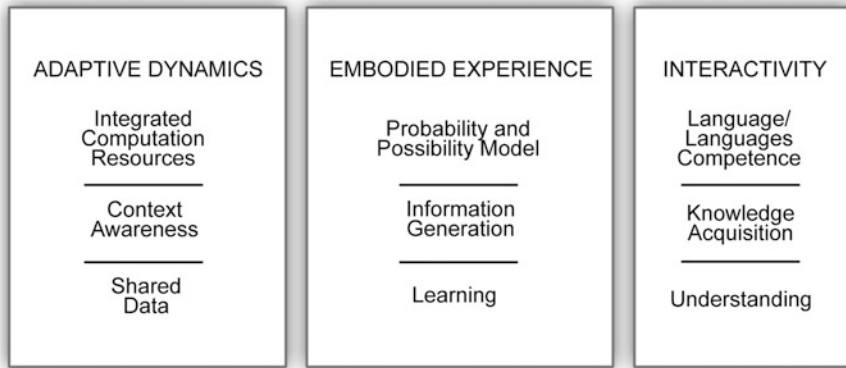 ADAPTIVE DYNAMICS
Integrated
Computation
Resources
Context
Awareness
Shared
Data
EMBODIED EXPERIENCE
Probability and
Possibility Model
Information
Generation
Learning
INTERACTIVITY
Language/
Languages
Competence
Knowledge
Acquisition
Understanding